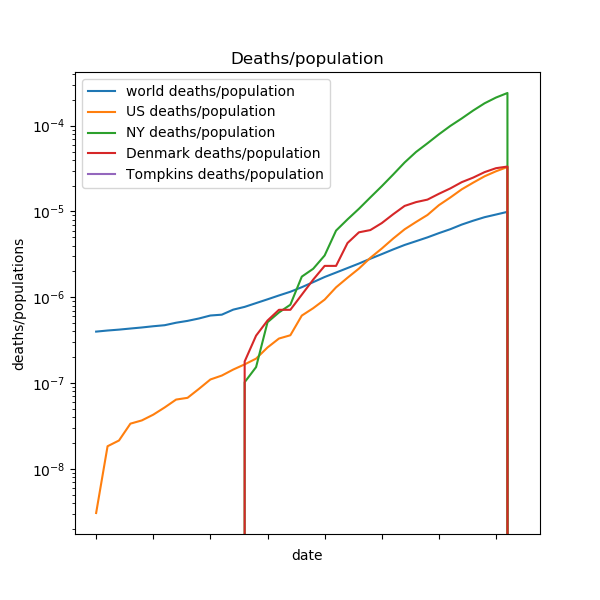 Deaths/population
world deaths/population
US deaths/population
NY deaths/population
Denmark deaths/population
Tompkins deaths/population
deaths/populations
10⁻⁴
10⁻⁵
10⁻⁶
10⁻⁷
10⁻⁸
date